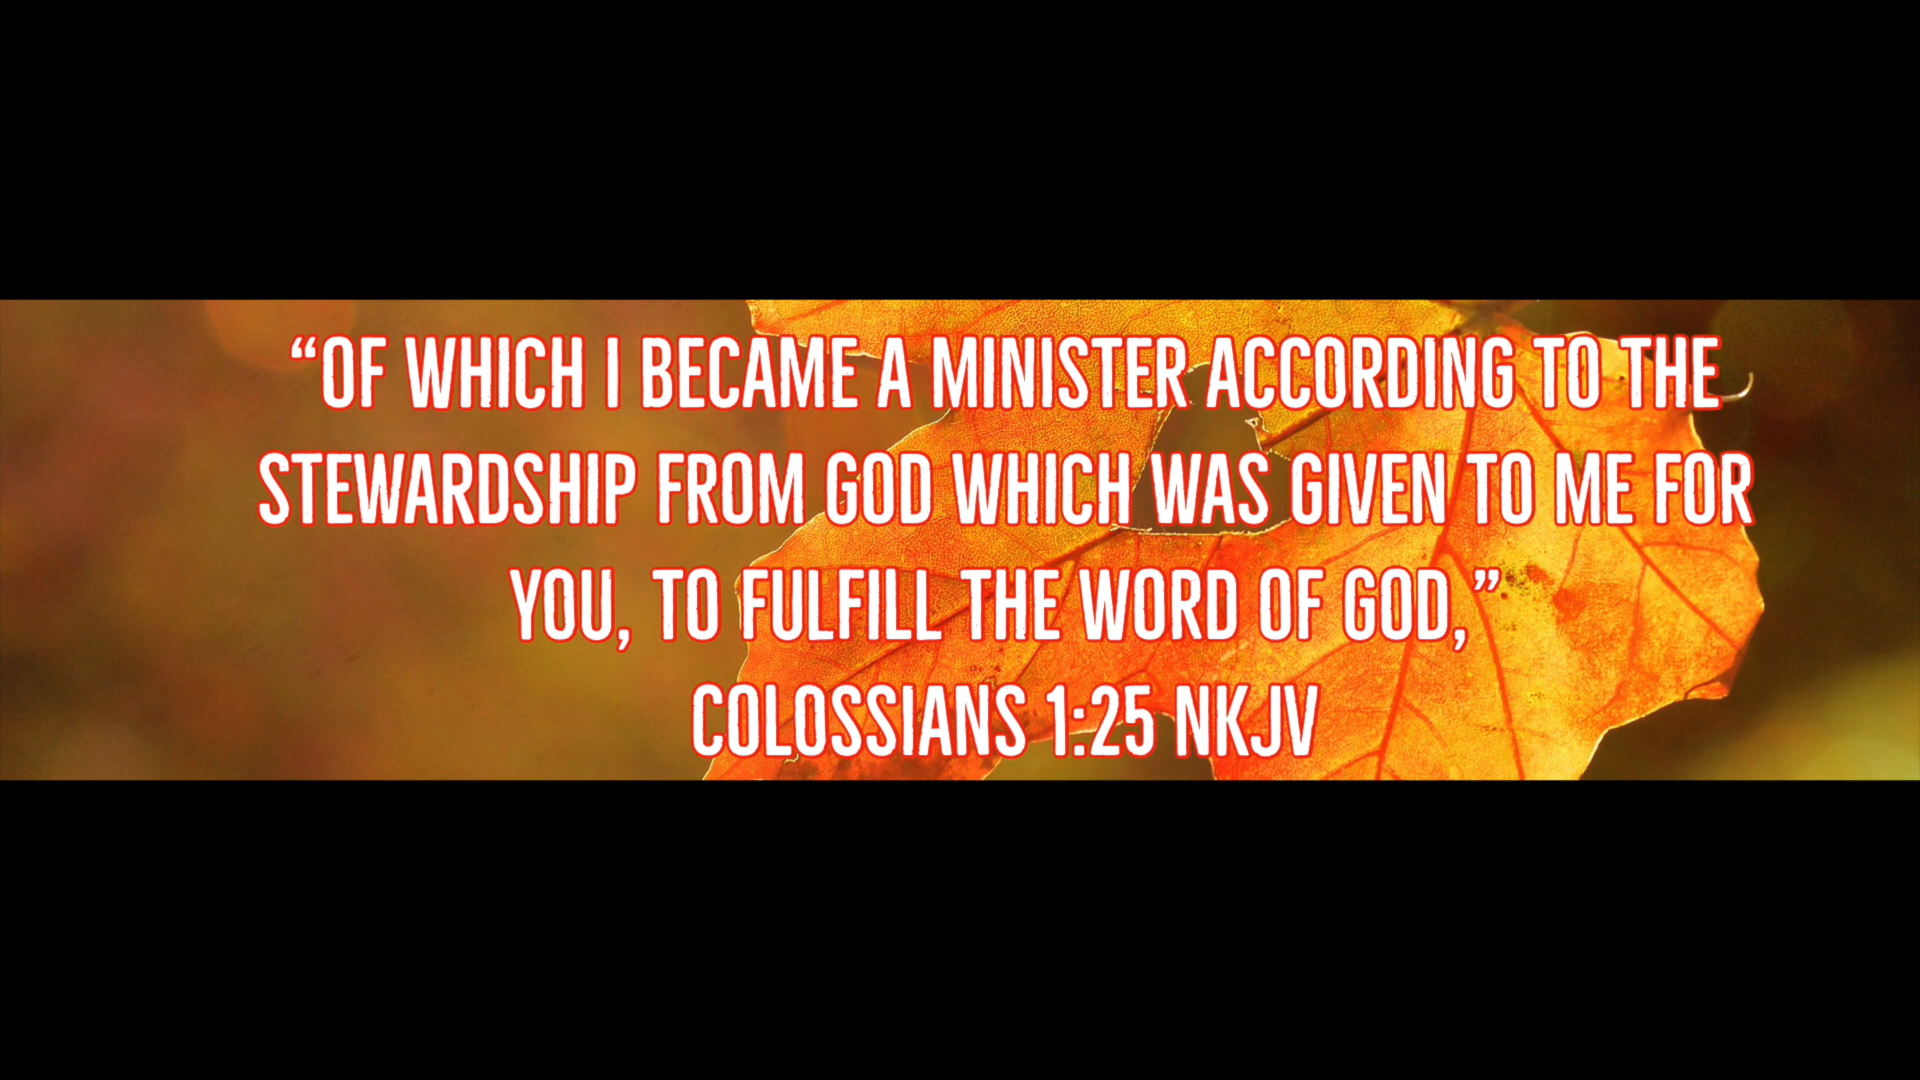 “OF WHICH I BECAME A MINISTER ACCORDING TO THE
STEWARDSHIP FROM GOD WHICH WAS GIVEN TO ME FOR
YOU, TO FULFILL THE WORD OF GOD,”
COLOSSIANS 1:25 NKJV